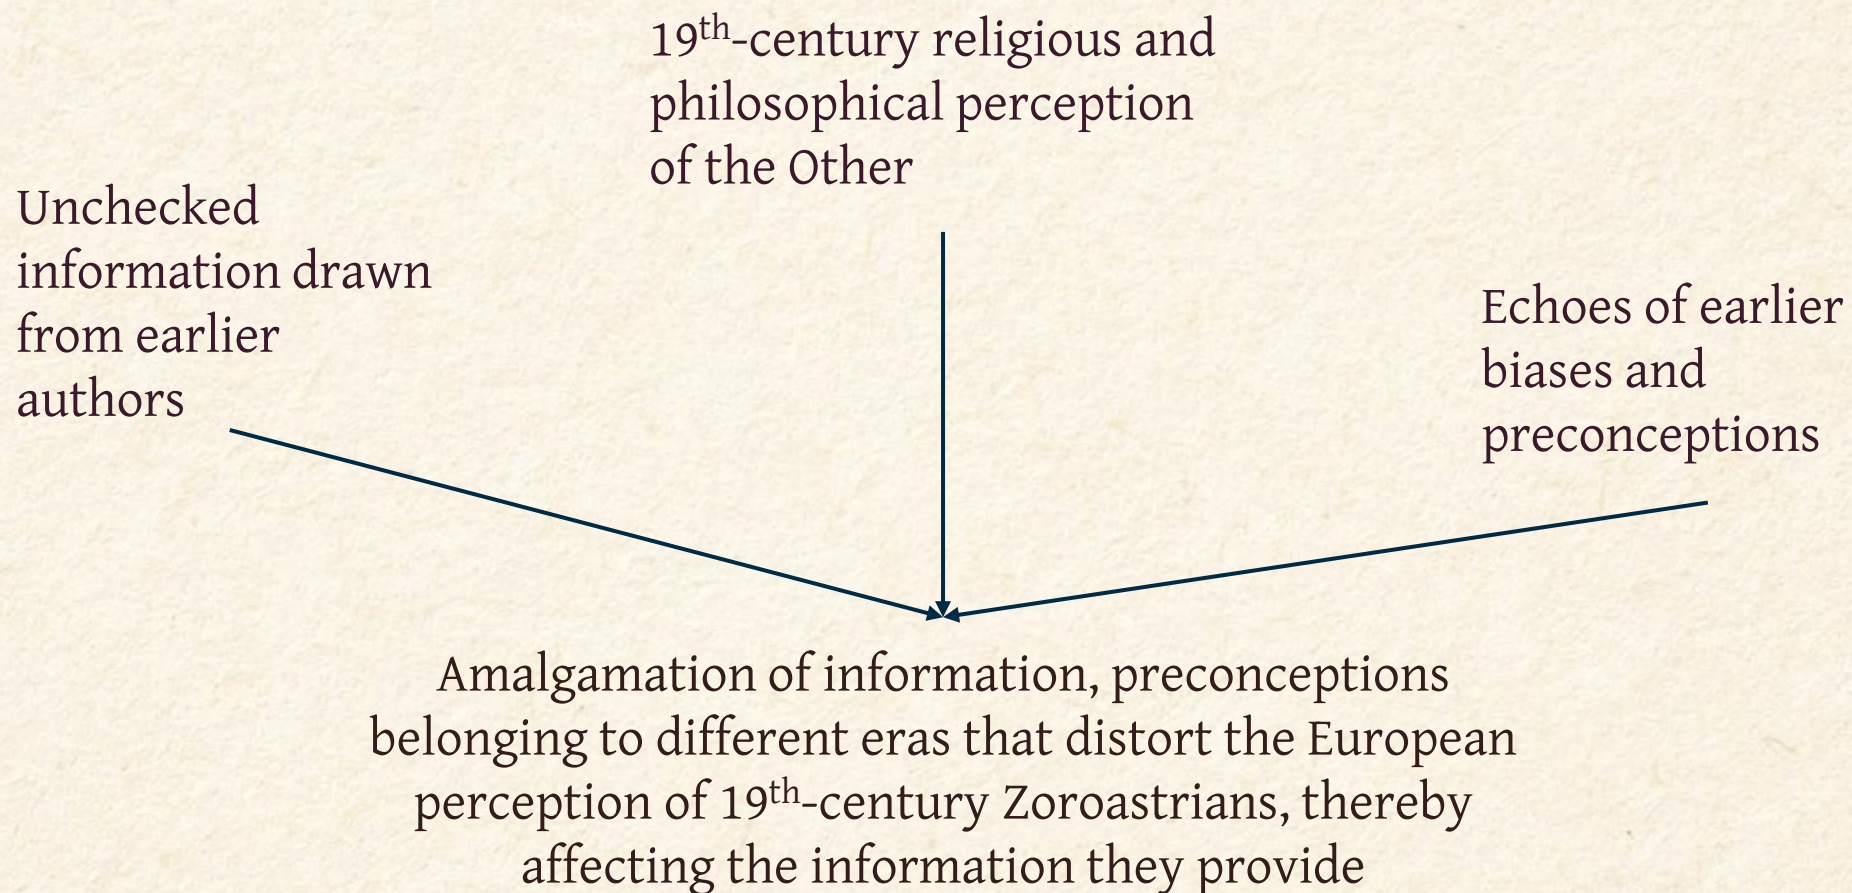 19th-century religious and
philosophical perception
of the Other
Unchecked
information drawn
from earlier
authors
Echoes of earlier
biases and
preconceptions
Amalgamation of information, preconceptions
belonging to different eras that distort the European
perception of 19th-century Zoroastrians, thereby
affecting the information they provide